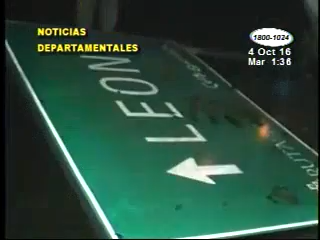 NOTICIAS
DEPARTAMENTALES
1800-1024
4 Oct 16
Mar 1:36
LEON